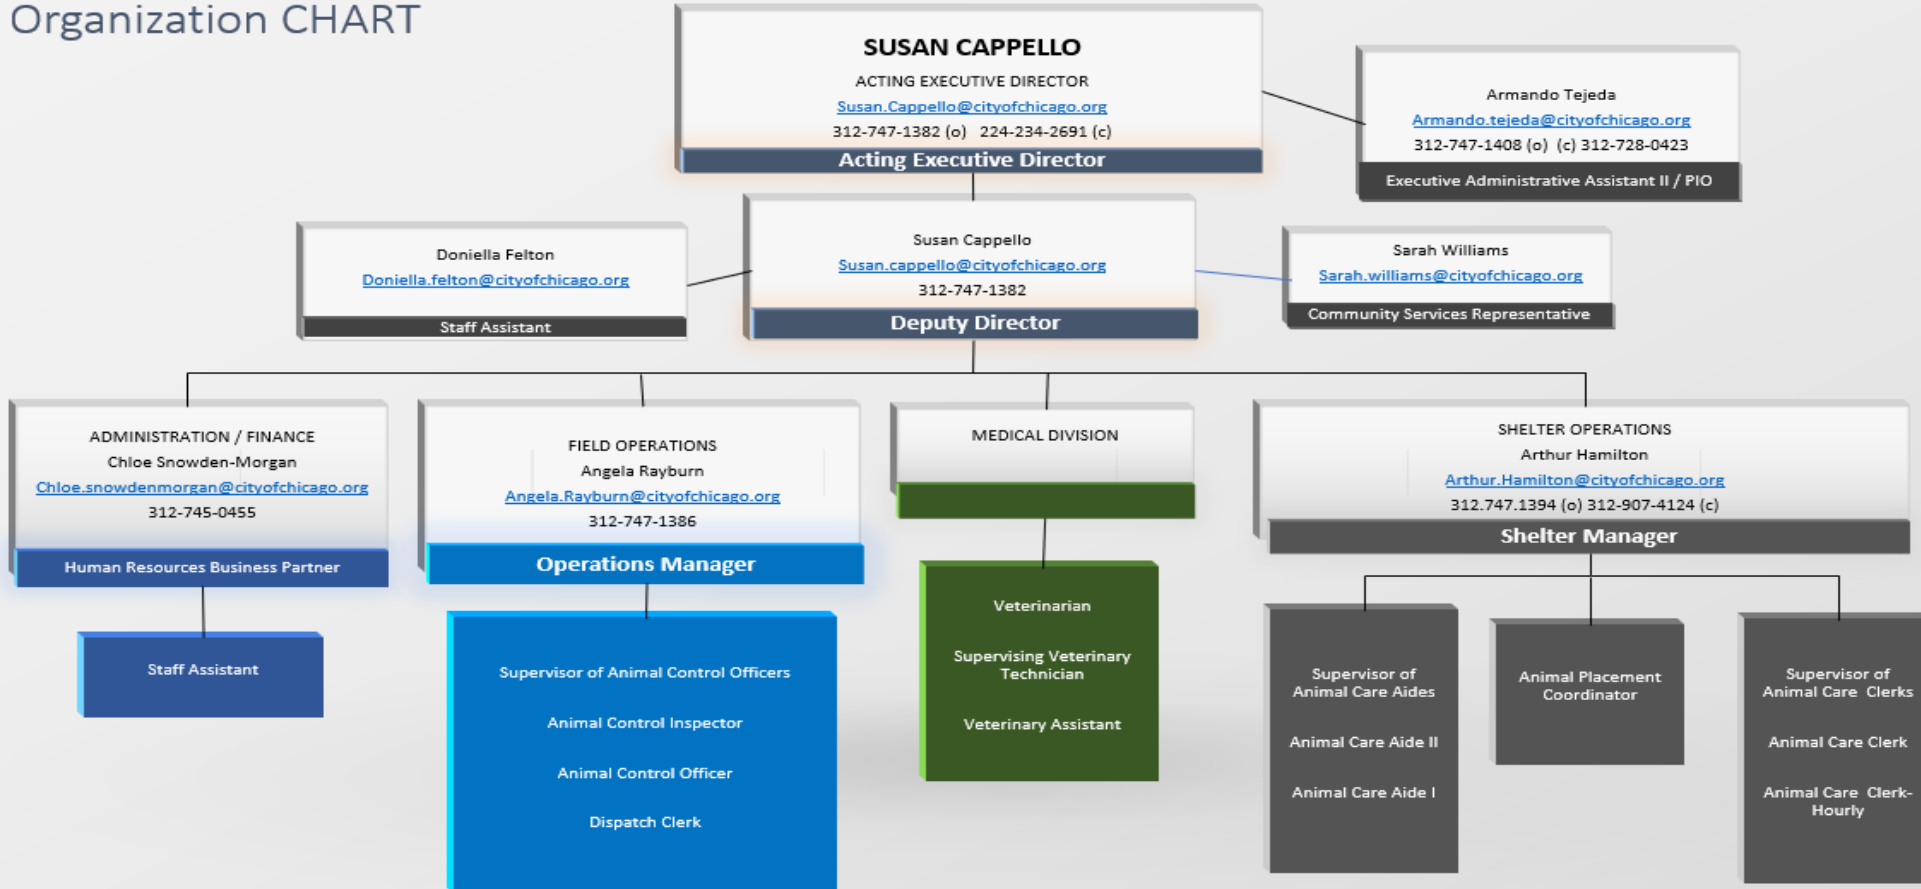 Organization CHART
SUSAN CAPPELLO
ACTING EXECUTIVE DIRECTOR
Susan.Cappello@cityofchicago.org
312-747-1382 (o)   224-234-2691 (c)
Acting Executive Director
Armando Tejeda
Armando.tejeda@cityofchicago.org
312-747-1408 (o)  (c) 312-728-0423
Executive Administrative Assistant II / PIO
Doniella Felton
Doniella.felton@cityofchicago.org
Staff Assistant
Susan Cappello
Susan.cappello@cityofchicago.org
312-747-1382
Deputy Director
Sarah Williams
Sarah.williams@cityofchicago.org
Community Services Representative
ADMINISTRATION / FINANCE
Chloe Snowden-Morgan
Chloe.snowdenmorgan@cityofchicago.org
312-745-0455
Human Resources Business Partner
Staff Assistant
FIELD OPERATIONS
Angela Rayburn
Angela.Rayburn@cityofchicago.org
312-747-1386
Operations Manager
Supervisor of Animal Control Officers
Animal Control Inspector
Animal Control Officer
Dispatch Clerk
MEDICAL DIVISION
Veterinarian
Supervising Veterinary
Technician
Veterinary Assistant
SHELTER OPERATIONS
Arthur Hamilton
Arthur.Hamilton@cityofchicago.org
312.747.1394 (o) 312-907-4124 (c)
Shelter Manager
Supervisor of
Animal Care Aides
Animal Care Aide II
Animal Care Aide I
Animal Placement
Coordinator
Supervisor of
Animal Care  Clerks
Animal Care Clerk
Animal Care  Clerk-
Hourly